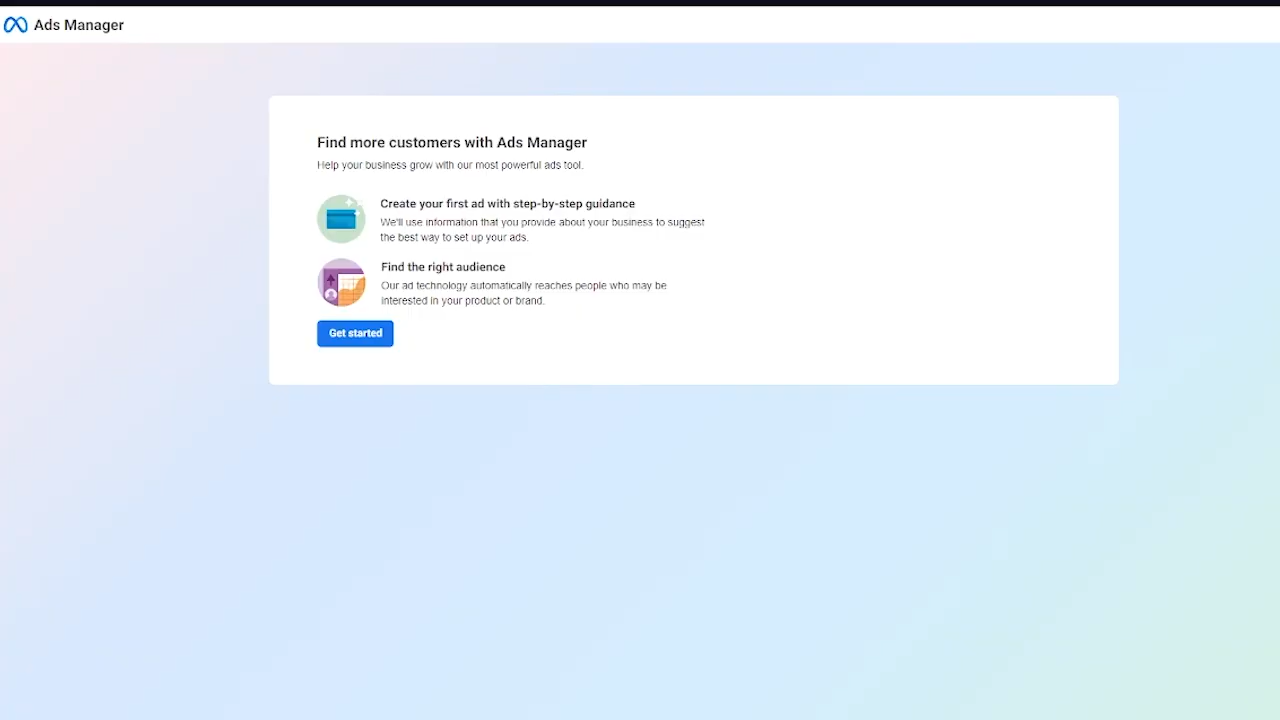 Ads Manager
Find more customers with Ads Manager
Help your business grow with our most powerful ads tool.
Create your first ad with step-by-step guidance
We'll use information that you provide about your business to suggest
the best way to set up your ads.
Find the right audience
Our ad technology automatically reaches people who may be
interested in your product or brand.
Get started